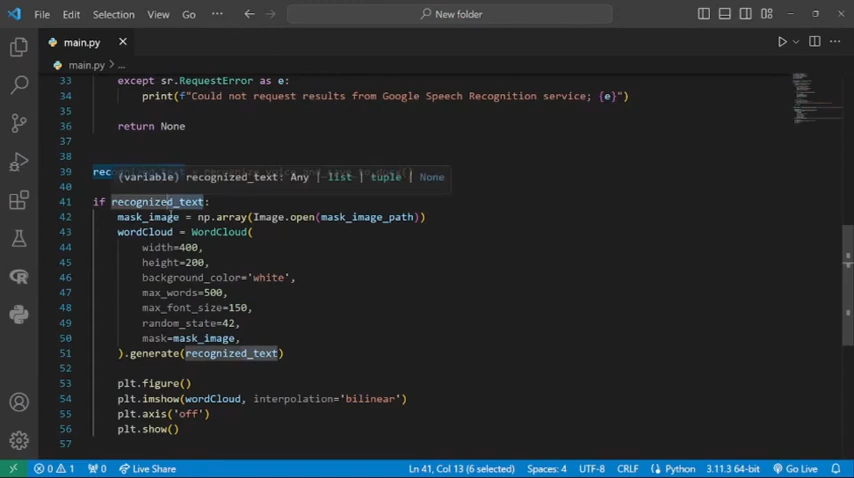 File Edit Selection View Go ··· New folder
main.py
main.py > ...
33 except sr.RequestError as e:
34 print(f"Could not request results from Google Speech Recognition service; {e}")
35
36 return None
37
38
39 rec
(variable) recognized_text: Any | list | tuple | None
40
41 if recognized_text:
42 mask_image = np.array(Image.open(mask_image_path))
43 wordCloud = WordCloud(
44 width=400,
45 height=200,
46 background_color='white',
47 max_words=500,
48 max_font_size=150,
49 random_state=42,
50 mask=mask_image,
51 ).generate(recognized_text)
52
53 plt.figure()
54 plt.imshow(wordCloud, interpolation='bilinear')
55 plt.axis('off')
56 plt.show()
57
0 1 0 Live Share Ln 41, Col 13 (6 selected) Spaces: 4 UTF-8 CRLF Python 3.11.3 64-bit Go Live